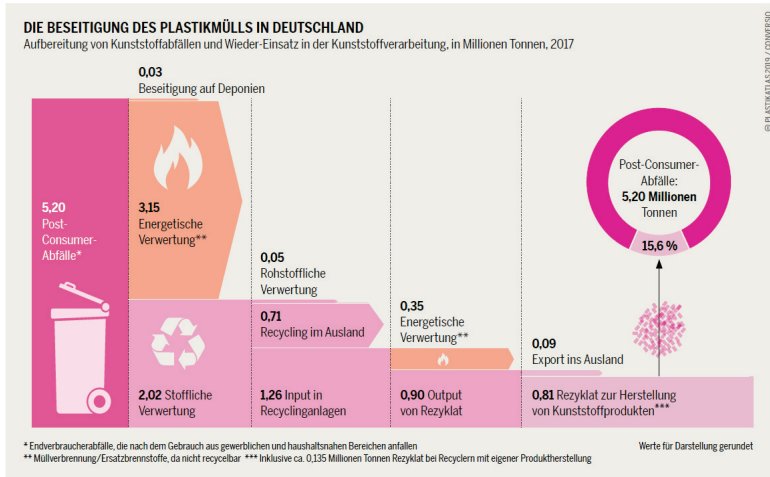 DIE BESEITIGUNG DES PLASTIKMÜLLS IN DEUTSCHLAND
Aufbereitung von Kunststoffabfällen und Wieder-Einsatz in der Kunststoffverarbeitung, in Millionen Tonnen, 2017
© PLASTIKATLAS 2019 / CONVERSIO
0,03
Beseitigung auf Deponien
5,20
Post-
Consumer-
Abfälle*
3,15
Energetische
Verwertung**
2,02 Stoffliche
Verwertung
0,05
Rohstoffliche
Verwertung
0,71
Recycling im Ausland
1,26 Input in
Recyclinganlagen
0,35
Energetische
Verwertung**
0,90 Output
von Rezyklat
0,09
Export ins Ausland
0,81 Rezyklat zur Herstellung
von Kunststoffprodukten***
Post-Consumer-
Abfälle:
5,20 Millionen
Tonnen
15,6 %
* Endverbraucherabfälle, die nach dem Gebrauch aus gewerblichen und haushaltsnahen Bereichen anfallen
** Müllverbrennung/Ersatzbrennstoffe, da nicht recycelbar *** Inklusive ca. 0,135 Millionen Tonnen Rezyklat bei Recyclern mit eigener Produktherstellung
Werte für Darstellung gerundet